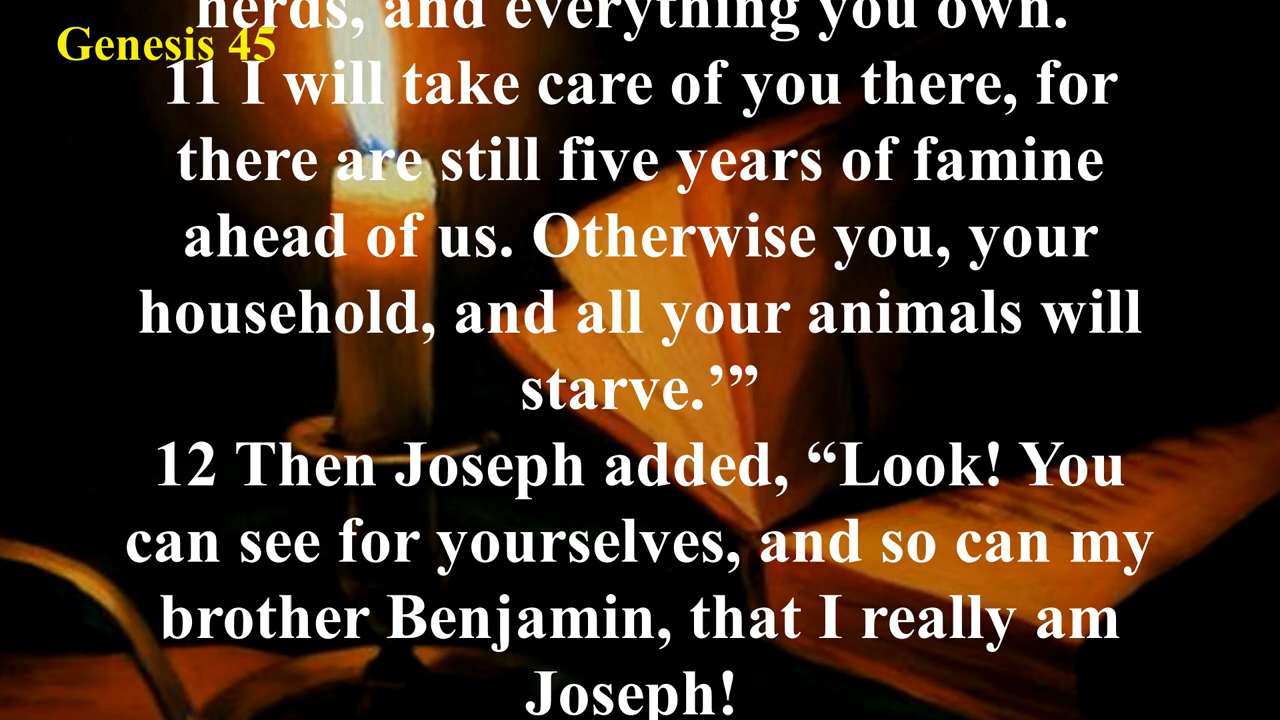 herds, and everything you own.
Genesis 45
11 I will take care of you there, for
there are still five years of famine
ahead of us. Otherwise you, your
household, and all your animals will
starve.’”
12 Then Joseph added, “Look! You
can see for yourselves, and so can my
brother Benjamin, that I really am
Joseph!